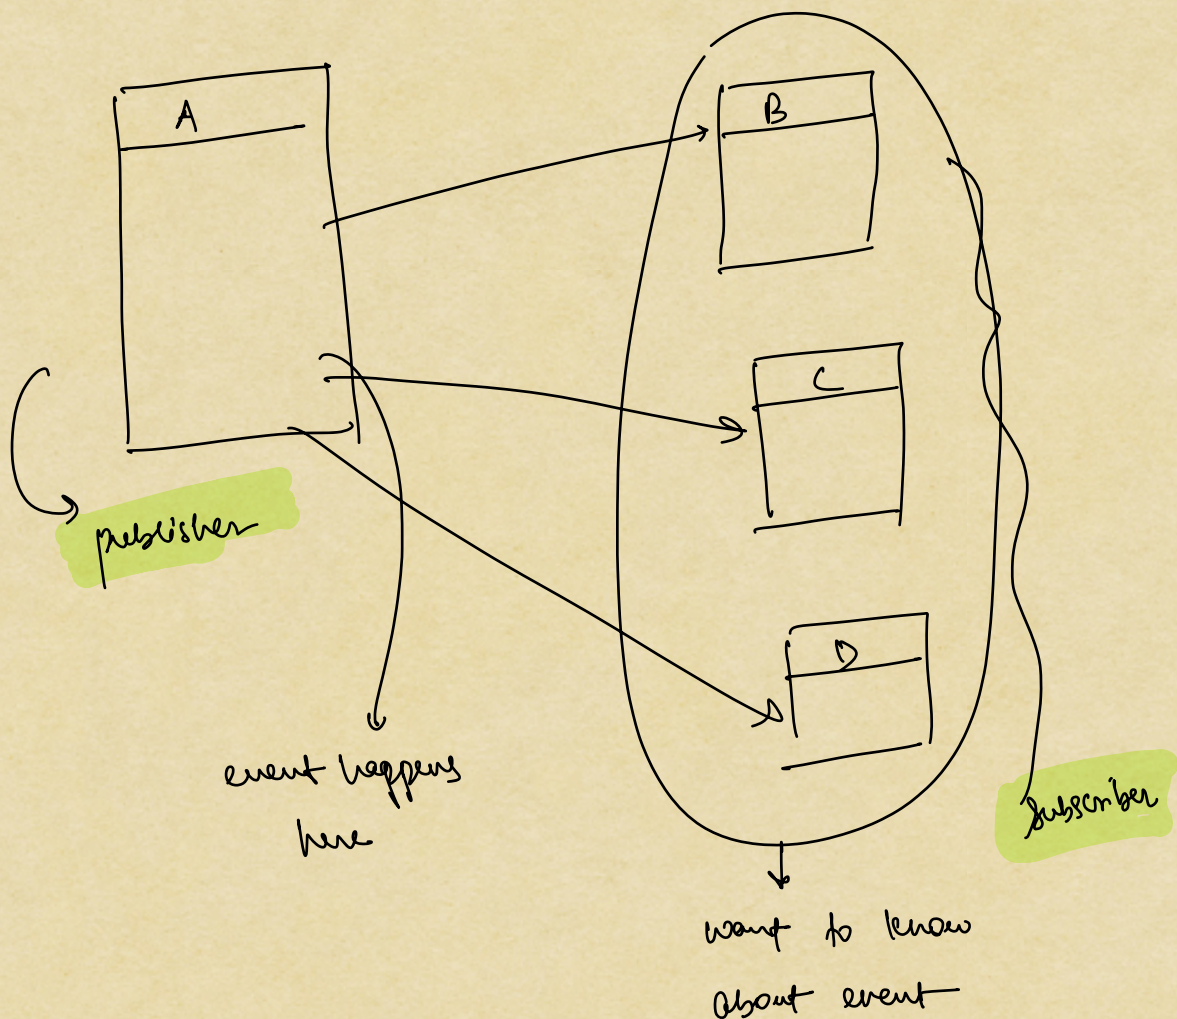 A
B
C
D
publisher
event happens
here
subscriber
want to know
about event